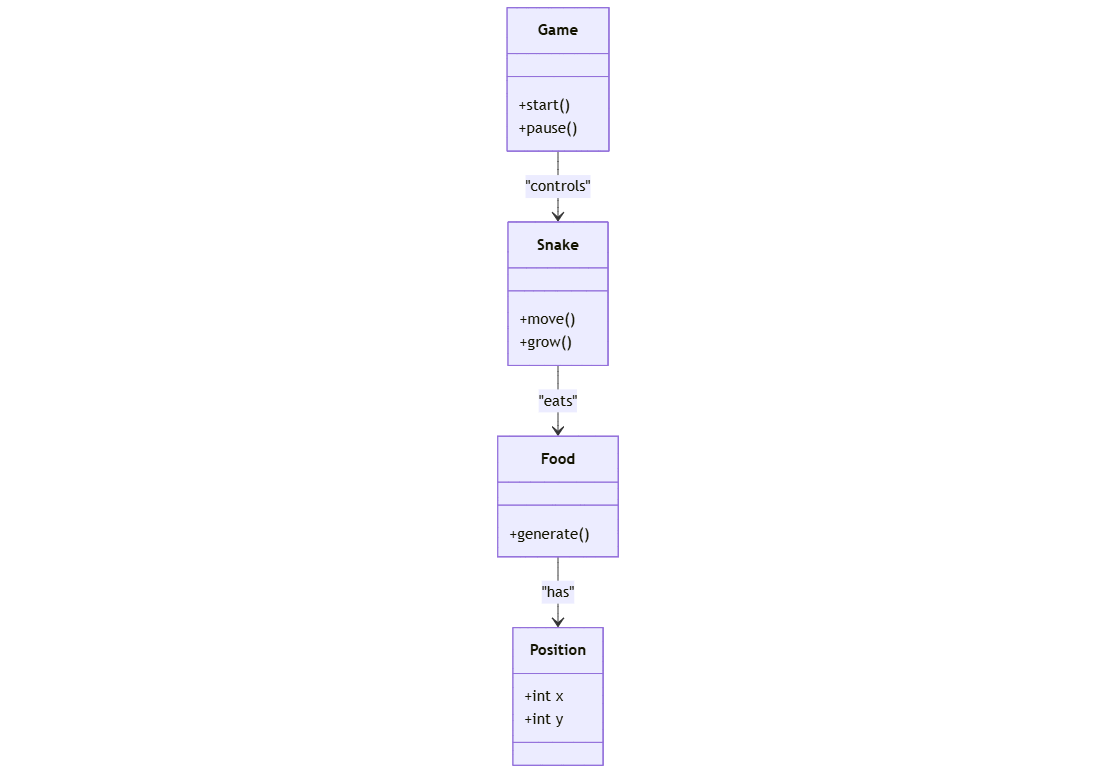 Game
+start()
+pause()
"controls"
Snake
+move()
+grow()
"eats"
Food
+generate()
"has"
Position
+int x
+int y